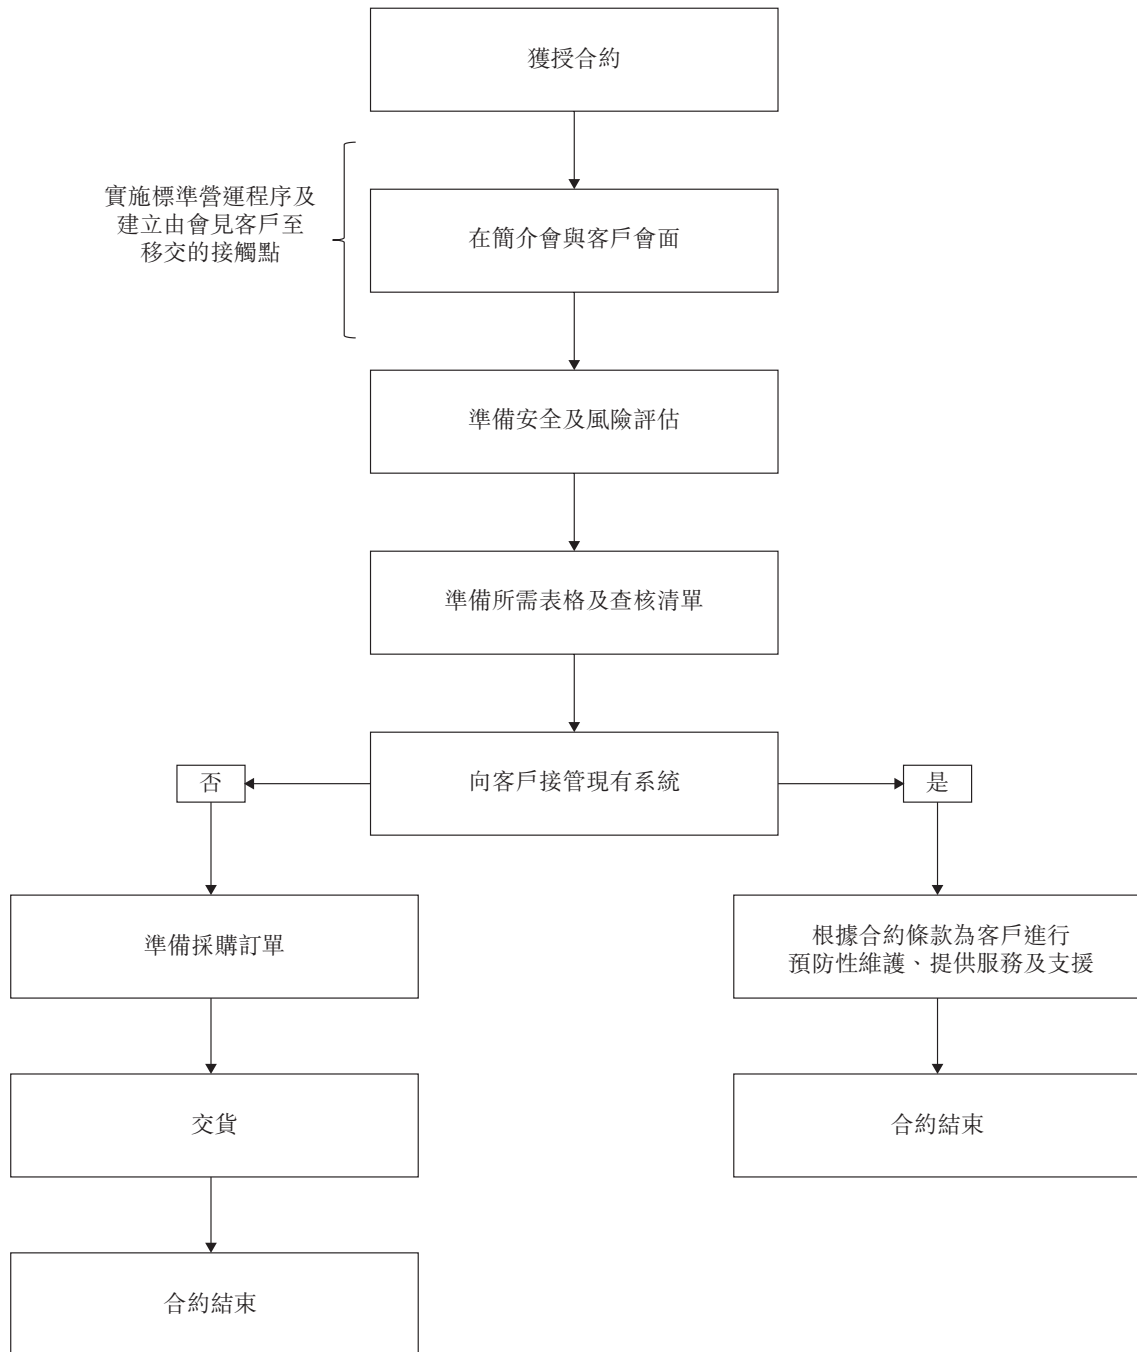 獲授合約
實施標準營運程序及
建立由會見客戶至
移交的接觸點
在簡介會與客戶會面
準備安全及風險評估
準備所需表格及查核清單
向客戶接管現有系統
否
是
準備採購訂單
根據合約條款為客戶進行
預防性維護、提供服務及支援
交貨
合約結束
合約結束